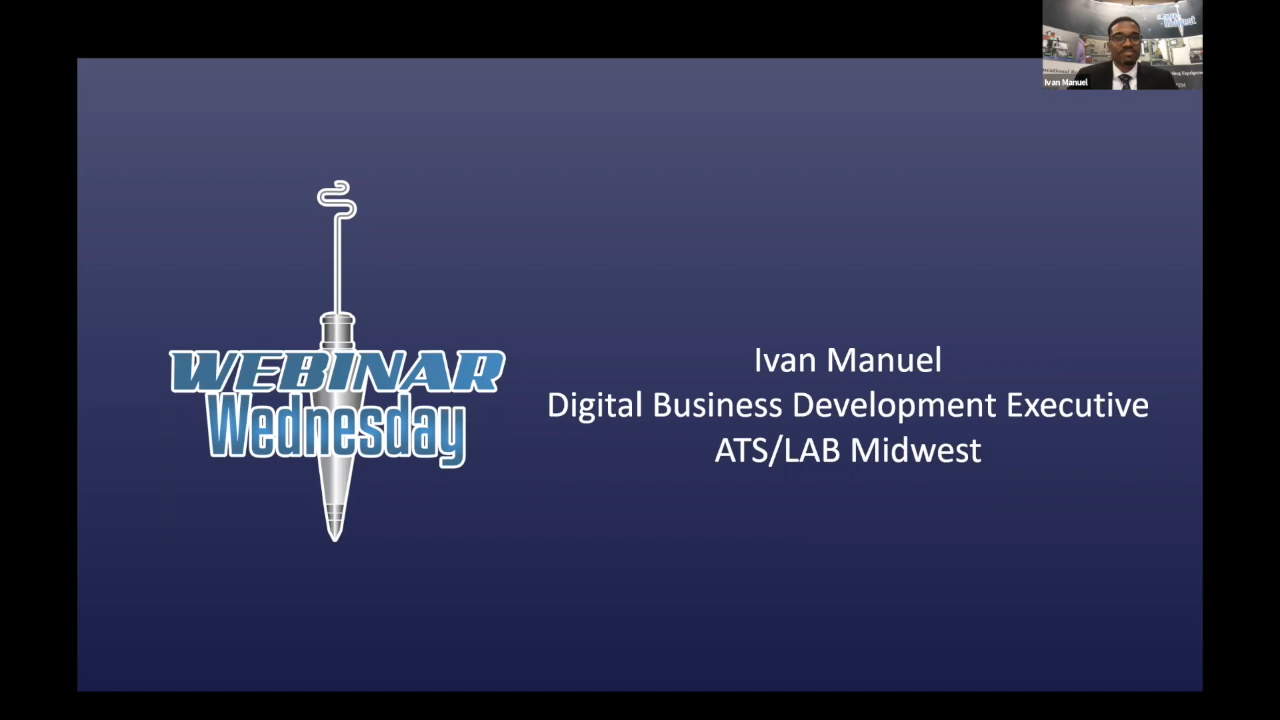 Ivan Manuel
WEBINAR
Wednesday
Ivan Manuel
Digital Business Development Executive
ATS/LAB Midwest